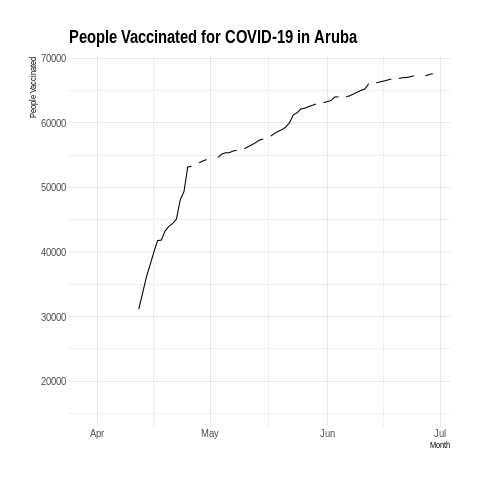 People Vaccinated for COVID-19 in Aruba
People Vaccinated
70000
60000
50000
40000
30000
20000
Apr
May
Jun
Jul
Month